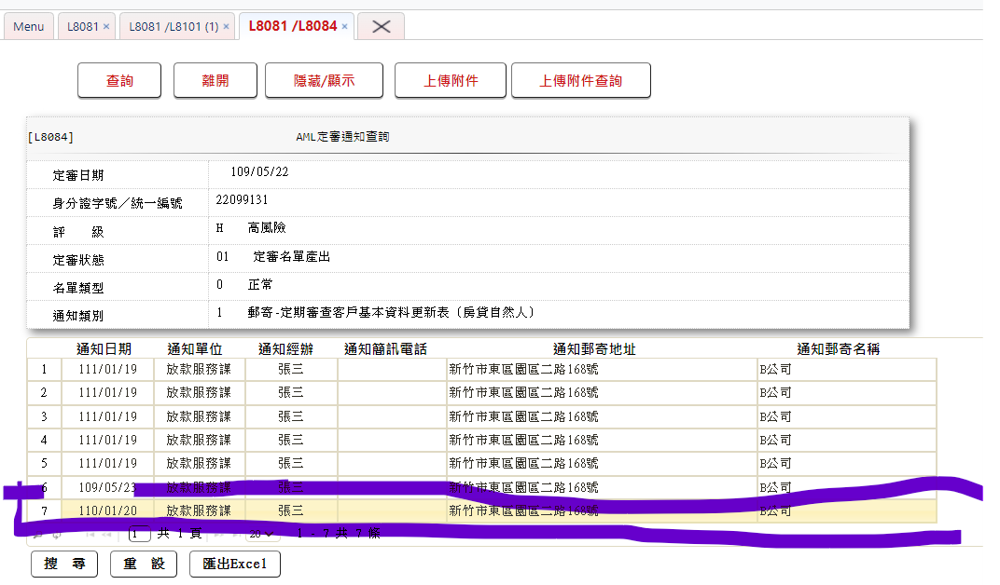 Menu L8081 × L8081 /L8101 (1) × L8081 /L8084 ×
查詢 離開 隱藏/顯示 上傳附件 上傳附件查詢
[L8084] AML定審通知查詢
定審日期 109/05/22
身分證字號／統一編號 22099131
評 級 H 高風險
定審狀態 01 定審名單產出
名單類型 0 正常
通知類別 1 郵寄-定期審查客戶基本資料更新表〔房貸自然人〕
通知日期 通知單位 通知經辦 通知簡訊電話 通知郵寄地址 通知郵寄名稱
1 111/01/19 放款服務課 張三 新竹市東區園區二路168號 B公司
2 111/01/19 放款服務課 張三 新竹市東區園區二路168號 B公司
3 111/01/19 放款服務課 張三 新竹市東區園區二路168號 B公司
4 111/01/19 放款服務課 張三 新竹市東區園區二路168號 B公司
5 111/01/19 放款服務課 張三 新竹市東區園區二路168號 B公司
6 109/05/23 放款服務課 張三 新竹市東區園區二路168號 B公司
7 110/01/20 放款服務課 張三 新竹市東區園區二路168號 B公司
1 共 1 頁 20 1 - 7 共 7 條
搜 尋 重 設 匯出Excel